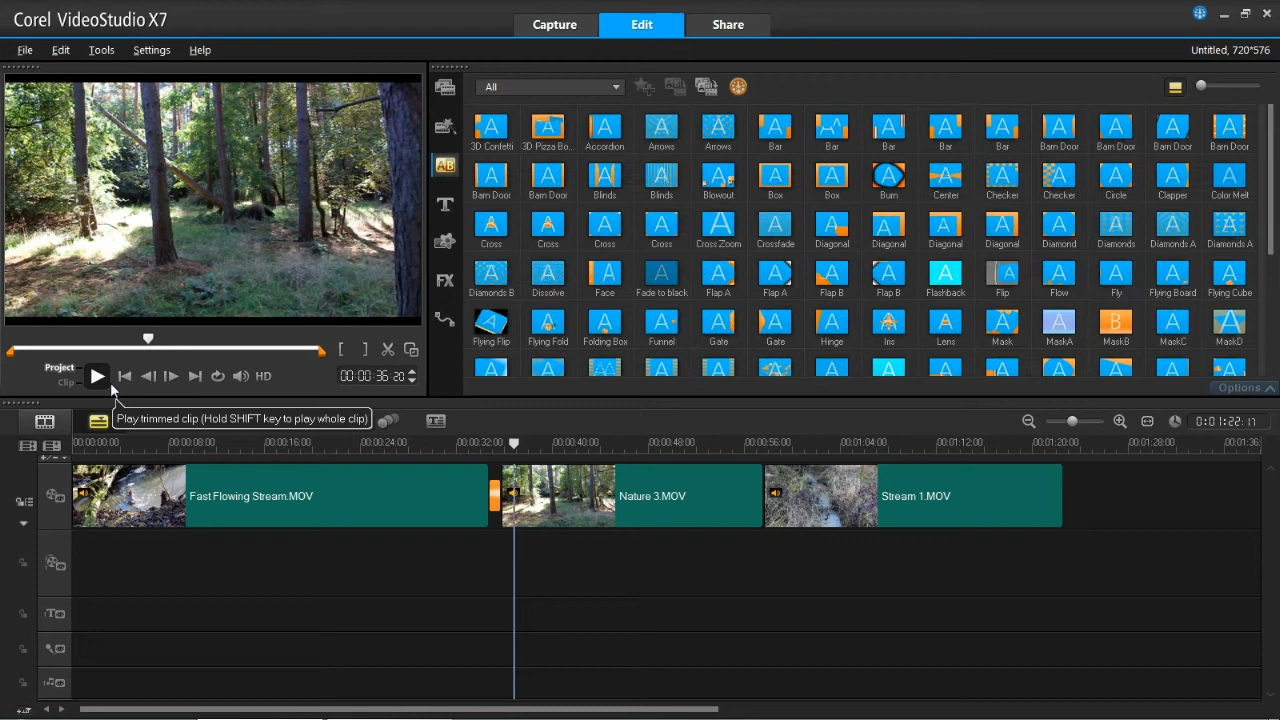 Corel VideoStudio X7
Capture
Edit
Share
File
Edit
Tools
Settings
Help
Untitled, 720*576
All
3D Confetti
3D Pizza Bo...
Accordion
Arrows
Arrows
Bar
Bar
Bar
Bar
Bar
Barn Door
Barn Door
Barn Door
Barn Door
Barn Door
Barn Door
Blinds
Blinds
Blowout
Box
Box
Burn
Center
Checker
Checker
Circle
Clapper
Color Melt
Cross
Cross
Cross
Cross
Cross Zoom
Crossfade
Diagonal
Diagonal
Diagonal
Diagonal
Diamond
Diamonds
Diamonds A
Diamonds A
Diamonds B
Dissolve
Face
Fade to black
Flap A
Flap A
Flap B
Flap B
Flashback
Flip
Flow
Fly
Flying Board
Flying Cube
Flying Flip
Flying Fold
Folding Box
Funnel
Gate
Gate
Hinge
Iris
Lens
Mask
MaskA
MaskB
MaskC
MaskD
Options
AB
T
FX
Project
Clip
HD
00:00:36:20
Play trimmed clip (Hold SHIFT key to play whole clip)
0:01:22:11
00:00:00:00
00:00:08:00
00:00:16:00
00:00:24:00
00:00:32:00
00:00:40:00
00:00:48:00
00:00:56:00
00:01:04:00
00:01:12:00
00:01:20:00
00:01:28:00
00:01:36:
Fast Flowing Stream.MOV
Nature 3.MOV
Stream 1.MOV